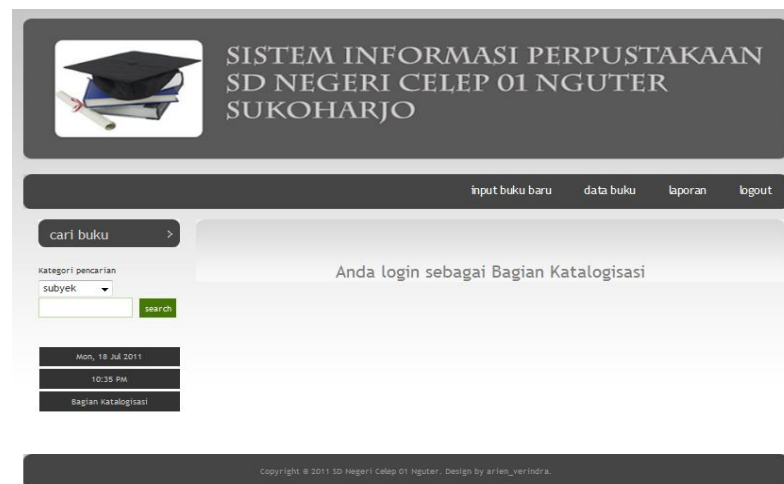 SISTEM INFORMASI PERPUSTAKAAN
SD NEGERI CELEP 01 NGUTER
SUKOHARJO
input buku baru data buku laporan logout
cari buku >
Anda login sebagai Bagian Katalogisasi
Kategori pencarian
subyek
search
Mon, 18 Jul 2011
10:35 PM
Bagian Katalogisasi
Copyright © 2011 SD Negeri Celep 01 Nguter. Design by arien_verindra.